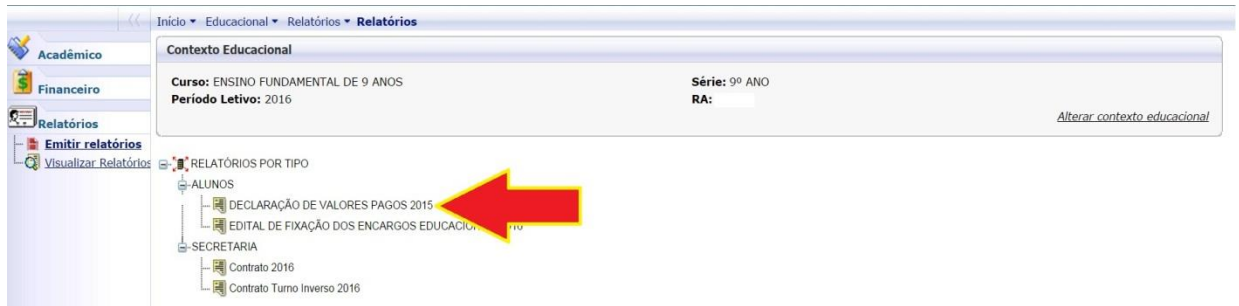 Início Educacional Relatórios Relatórios
Acadêmico
Financeiro
Relatórios
Emitir relatórios
Visualizar Relatórios
Contexto Educacional
Curso: ENSINO FUNDAMENTAL DE 9 ANOS
Série: 9º ANO
Período Letivo: 2016
RA:
Alterar contexto educacional
RELATÓRIOS POR TIPO
ALUNOS
DECLARAÇÃO DE VALORES PAGOS 2015
EDITAL DE FIXAÇÃO DOS ENCARGOS
SECRETARIA
Contrato 2016
Contrato Turno Inverso 2016